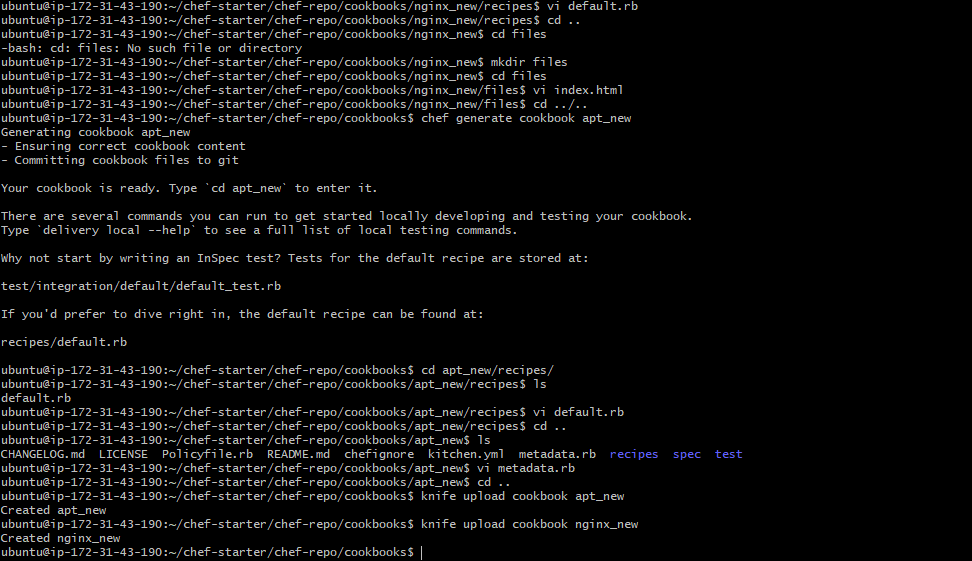 ubuntu@ip-172-31-43-190:~/chef-starter/chef-repo/cookbooks/nginx_new/recipes$ vi default.rb
ubuntu@ip-172-31-43-190:~/chef-starter/chef-repo/cookbooks/nginx_new/recipes$ cd ..
ubuntu@ip-172-31-43-190:~/chef-starter/chef-repo/cookbooks/nginx_new$ cd files
-bash: cd: files: No such file or directory
ubuntu@ip-172-31-43-190:~/chef-starter/chef-repo/cookbooks/nginx_new$ mkdir files
ubuntu@ip-172-31-43-190:~/chef-starter/chef-repo/cookbooks/nginx_new$ cd files
ubuntu@ip-172-31-43-190:~/chef-starter/chef-repo/cookbooks/nginx_new/files$ vi index.html
ubuntu@ip-172-31-43-190:~/chef-starter/chef-repo/cookbooks/nginx_new/files$ cd ../..
ubuntu@ip-172-31-43-190:~/chef-starter/chef-repo/cookbooks$ chef generate cookbook apt_new
Generating cookbook apt_new
- Ensuring correct cookbook content
- Committing cookbook files to git
Your cookbook is ready. Type `cd apt_new` to enter it.
There are several commands you can run to get started locally developing and testing your cookbook.
Type `delivery local --help` to see a full list of local testing commands.
Why not start by writing an InSpec test? Tests for the default recipe are stored at:
test/integration/default/default_test.rb
If you'd prefer to dive right in, the default recipe can be found at:
recipes/default.rb
ubuntu@ip-172-31-43-190:~/chef-starter/chef-repo/cookbooks$ cd apt_new/recipes/
ubuntu@ip-172-31-43-190:~/chef-starter/chef-repo/cookbooks/apt_new/recipes$ ls
default.rb
ubuntu@ip-172-31-43-190:~/chef-starter/chef-repo/cookbooks/apt_new/recipes$ vi default.rb
ubuntu@ip-172-31-43-190:~/chef-starter/chef-repo/cookbooks/apt_new/recipes$ cd ..
ubuntu@ip-172-31-43-190:~/chef-starter/chef-repo/cookbooks/apt_new$ ls
CHANGELOG.md  LICENSE  Policyfile.rb  README.md  chefignore  kitchen.yml  metadata.rb  recipes  spec  test
ubuntu@ip-172-31-43-190:~/chef-starter/chef-repo/cookbooks/apt_new$ vi metadata.rb
ubuntu@ip-172-31-43-190:~/chef-starter/chef-repo/cookbooks/apt_new$ cd ..
ubuntu@ip-172-31-43-190:~/chef-starter/chef-repo/cookbooks$ knife upload cookbook apt_new
Created apt_new
ubuntu@ip-172-31-43-190:~/chef-starter/chef-repo/cookbooks$ knife upload cookbook nginx_new
Created nginx_new
ubuntu@ip-172-31-43-190:~/chef-starter/chef-repo/cookbooks$